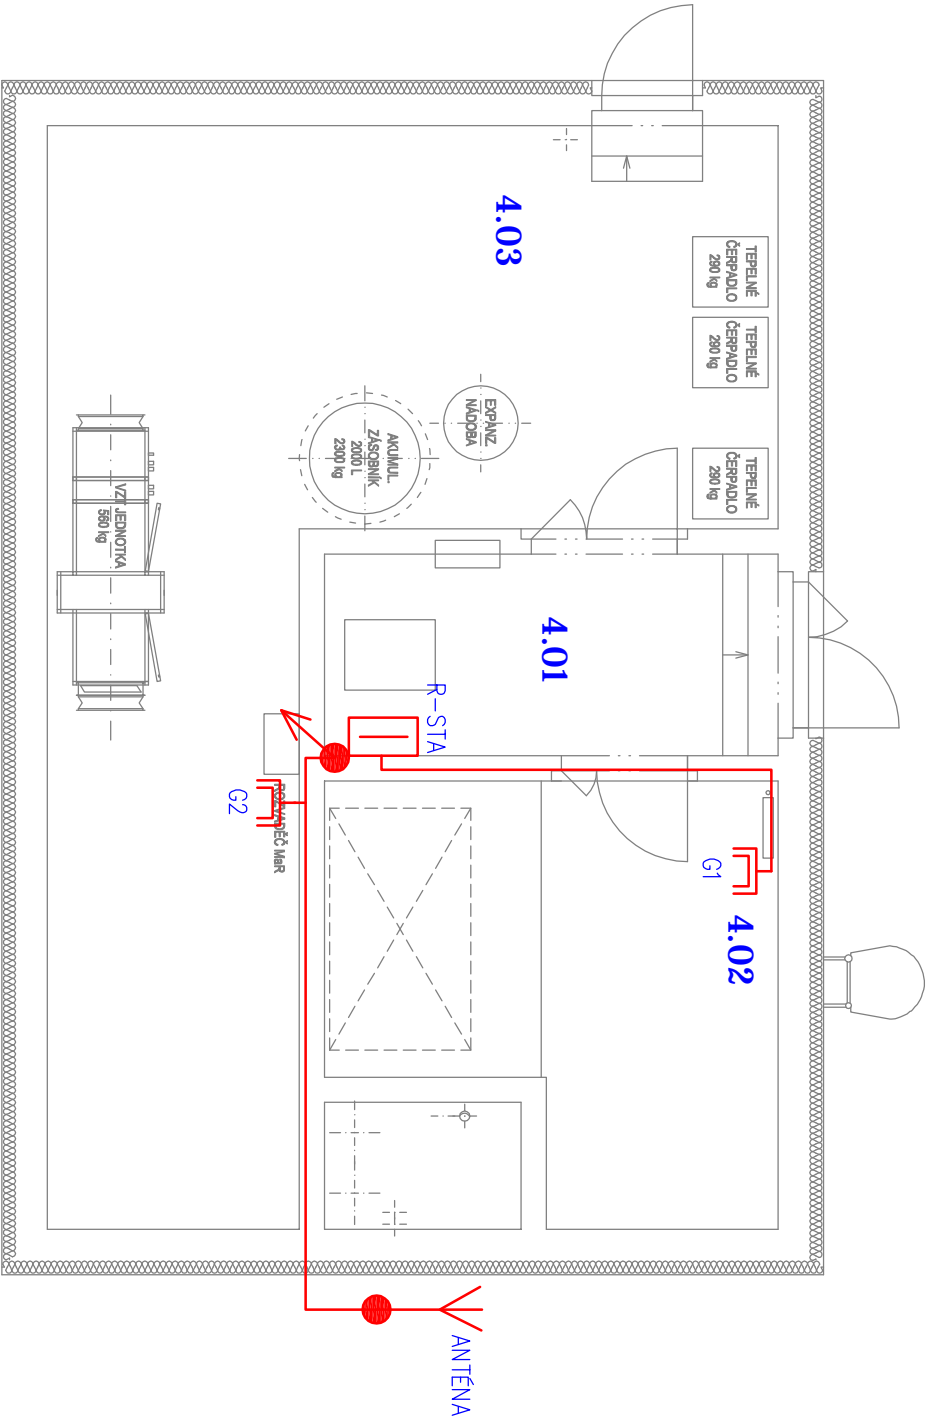 4.03
TEPELNÉ
ČERPADLO
290 kg
TEPELNÉ
ČERPADLO
290 kg
TEPELNÉ
ČERPADLO
290 kg
EXPANZ.
NÁDOBA
AKUMUL.
ZÁSOBNÍK
2000 L
2300 kg
VZT JEDNOTKA
560 kg
4.01
R-STA
G2
ROZVADĚČ MaR
G1
4.02
ANTÉNA